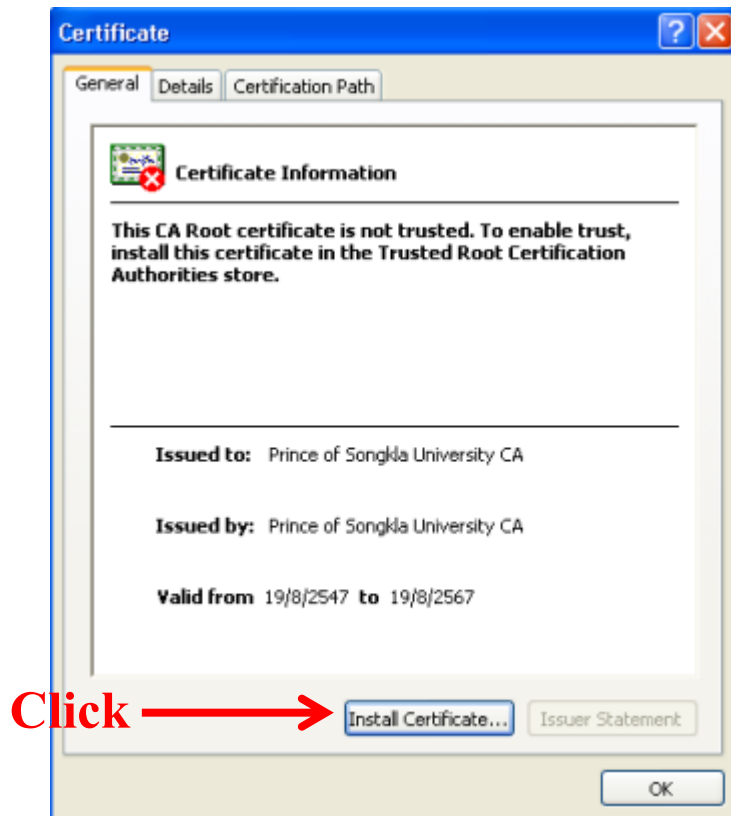 Certificate
General Details Certification Path
Certificate Information
This CA Root certificate is not trusted. To enable trust,
install this certificate in the Trusted Root Certification
Authorities store.
Issued to: Prince of Songkla University CA
Issued by: Prince of Songkla University CA
Valid from 19/8/2547 to 19/8/2567
Click Install Certificate... Issuer Statement
OK